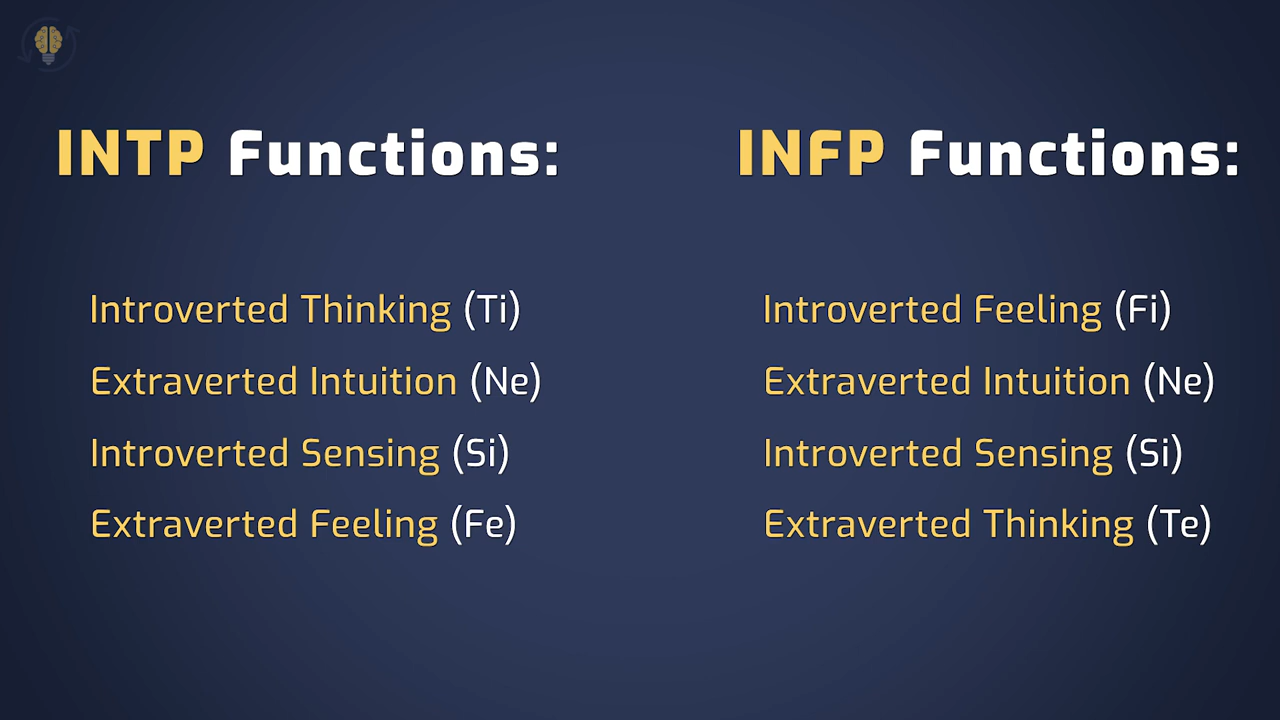 INTP Functions:
Introverted Thinking (Ti)
Extraverted Intuition (Ne)
Introverted Sensing (Si)
Extraverted Feeling (Fe)
INFP Functions:
Introverted Feeling (Fi)
Extraverted Intuition (Ne)
Introverted Sensing (Si)
Extraverted Thinking (Te)